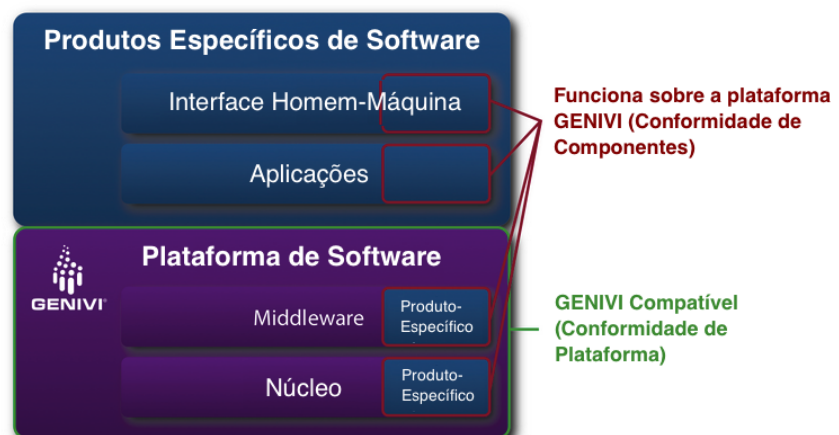 Produtos Específicos de Software
Interface Homem-Máquina
Aplicações
Funciona sobre a plataforma
GENIVI (Conformidade de
Componentes)
Plataforma de Software
GENIVI®
Middleware
Produto-
Específico
Núcleo
Produto-
Específico
GENIVI Compatível
(Conformidade de
Plataforma)